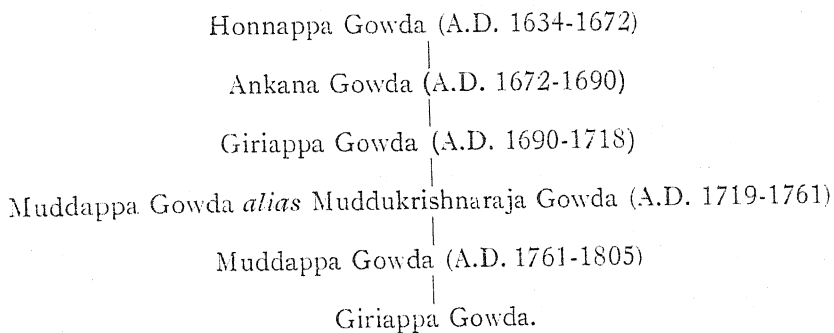 Honnappa Gowda (A.D. 1634-1672)
Ankana Gowda (A.D. 1672-1690)
Giriappa Gowda (A.D. 1690-1718)
Muddappa Gowda alias Muddukrishnaraja Gowda (A.D. 1719-1761)
Muddappa Gowda (A.D. 1761-1805)
Giriappa Gowda.